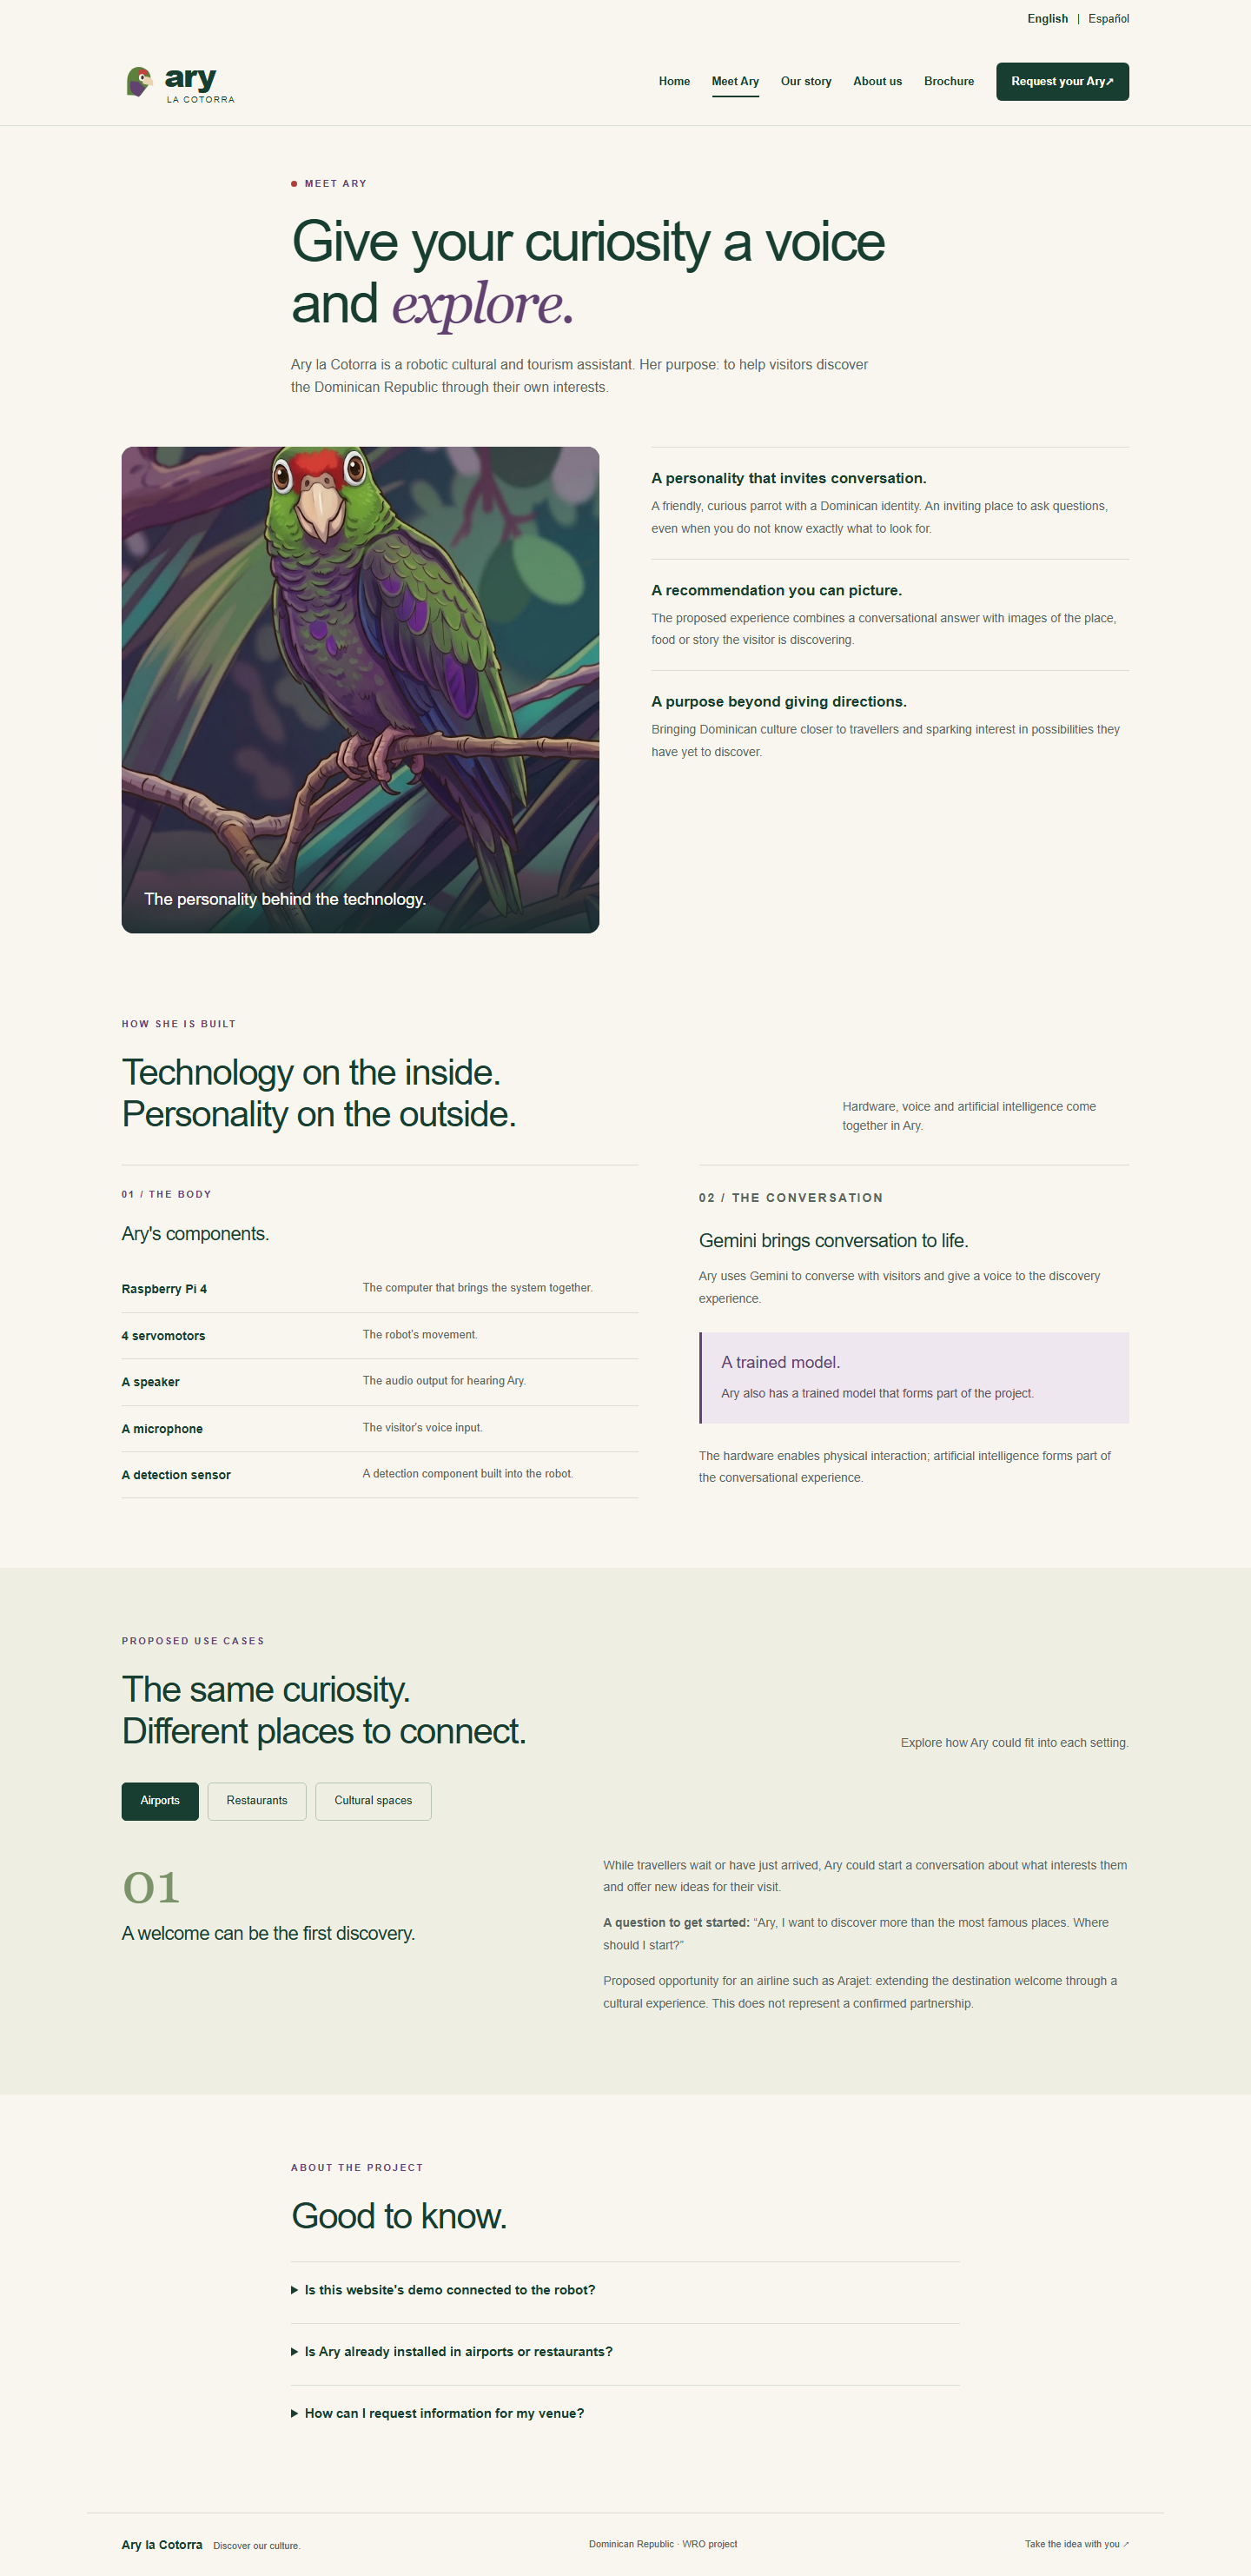 English | Español
ary
LA COTORRA
Home Meet Ary Our story About us Brochure Request your Ary↗
MEET ARY
Give your curiosity a voice
and explore.
Ary la Cotorra is a robotic cultural and tourism assistant. Her purpose: to help visitors discover
the Dominican Republic through their own interests.
The personality behind the technology.
A personality that invites conversation.
A friendly, curious parrot with a Dominican identity. An inviting place to ask questions,
even when you do not know exactly what to look for.
A recommendation you can picture.
The proposed experience combines a conversational answer with images of the place,
food or story the visitor is discovering.
A purpose beyond giving directions.
Bringing Dominican culture closer to travellers and sparking interest in possibilities they
have yet to discover.
HOW SHE IS BUILT
Technology on the inside.
Personality on the outside.
Hardware, voice and artificial intelligence come
together in Ary.
01 / THE BODY
Ary's components.
Raspberry Pi 4 The computer that brings the system together.
4 servomotors The robot's movement.
A speaker The audio output for hearing Ary.
A microphone The visitor's voice input.
A detection sensor A detection component built into the robot.
02 / THE CONVERSATION
Gemini brings conversation to life.
Ary uses Gemini to converse with visitors and give a voice to the discovery
experience.
A trained model.
Ary also has a trained model that forms part of the project.
The hardware enables physical interaction; artificial intelligence forms part of
the conversational experience.
PROPOSED USE CASES
The same curiosity.
Different places to connect.
Explore how Ary could fit into each setting.
Airports Restaurants Cultural spaces
01
A welcome can be the first discovery.
While travellers wait or have just arrived, Ary could start a conversation about what interests them
and offer new ideas for their visit.
A question to get started: “Ary, I want to discover more than the most famous places. Where
should I start?”
Proposed opportunity for an airline such as Arajet: extending the destination welcome through a
cultural experience. This does not represent a confirmed partnership.
ABOUT THE PROJECT
Good to know.
Is this website's demo connected to the robot?
Is Ary already installed in airports or restaurants?
How can I request information for my venue?
Ary la Cotorra Discover our culture. Dominican Republic · WRO project Take the idea with you ↗